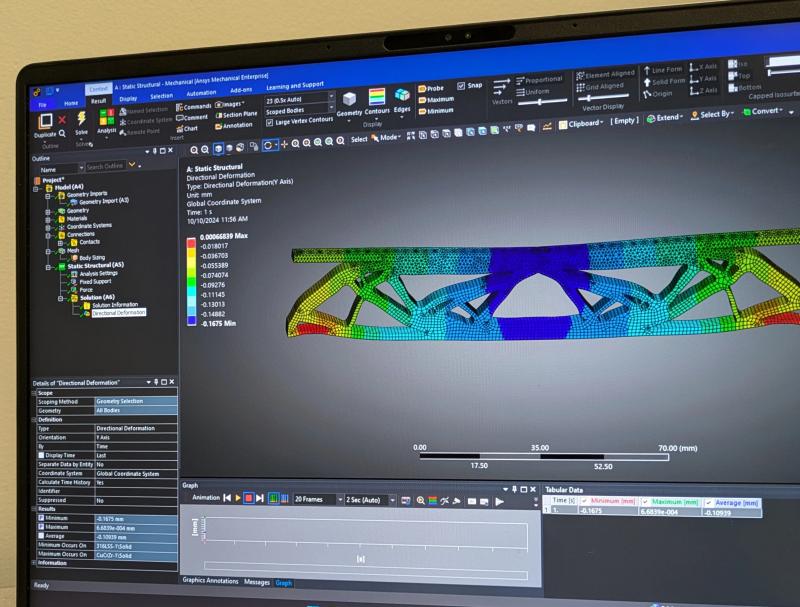 Context
A : Static Structural - Mechanical [Ansys Mechanical Enterprise]
File
Home
Result
Display
Selection
Automation
Add-ons
Learning and Support
Duplicate
Outline
Solve
Solve
Analysis
Named Selection
Coordinate System
Remote Point
Commands
Comment
Chart
Images
Section Plane
Annotation
Insert
23 (0.5x Auto)
Scoped Bodies
Large Vertex Contours
Geometry
Contours
Edges
Display
Probe
Maximum
Minimum
Snap
Vectors
Proportional
Uniform
Element Aligned
Grid Aligned
Line Form
Solid Form
Origin
X Axis
Y Axis
Z Axis
Vector Display
Iso
Top
Bottom
Capped Isosurface
Select
Mode
Clipboard
[ Empty ]
Extend
Select By
Convert
Outline
Name
Search Outline
Project*
Model (A4)
Geometry Imports
Geometry Import (A3)
Geometry
Materials
Coordinate Systems
Connections
Contacts
Mesh
Body Sizing
Static Structural (A5)
Analysis Settings
Fixed Support
Force
Solution (A6)
Solution Information
Directional Deformation
A: Static Structural
Directional Deformation
Type: Directional Deformation(Y Axis)
Unit: mm
Global Coordinate System
Time: 1 s
10/10/2024 11:56 AM
0.00066839 Max
-0.018017
-0.036703
-0.055389
-0.074074
-0.09276
-0.11145
-0.13013
-0.14882
-0.1675 Min
0.00
35.00
70.00 (mm)
17.50
52.50
Details of "Directional Deformation"
Scope
Scoping Method Geometry Selection
Geometry All Bodies
Definition
Type Directional Deformation
Orientation Y Axis
By Time
Display Time Last
Separate Data by Entity No
Coordinate System Global Coordinate System
Calculate Time History Yes
Identifier
Suppressed No
Results
Minimum -0.1675 mm
Maximum 6.6839e-004 mm
Average -0.10939 mm
Minimum Occurs On 316LSS-Y\Solid
Maximum Occurs On CuCrZr-Y\Solid
Information
Graph
Animation
20 Frames
2 Sec (Auto)
[mm]
[s]
Graphics Annotations
Messages
Graph
Tabular Data
Time [s] Minimum [mm] Maximum [mm] Average [mm]
1 1. -0.1675 6.6839e-004 -0.10939
Ready